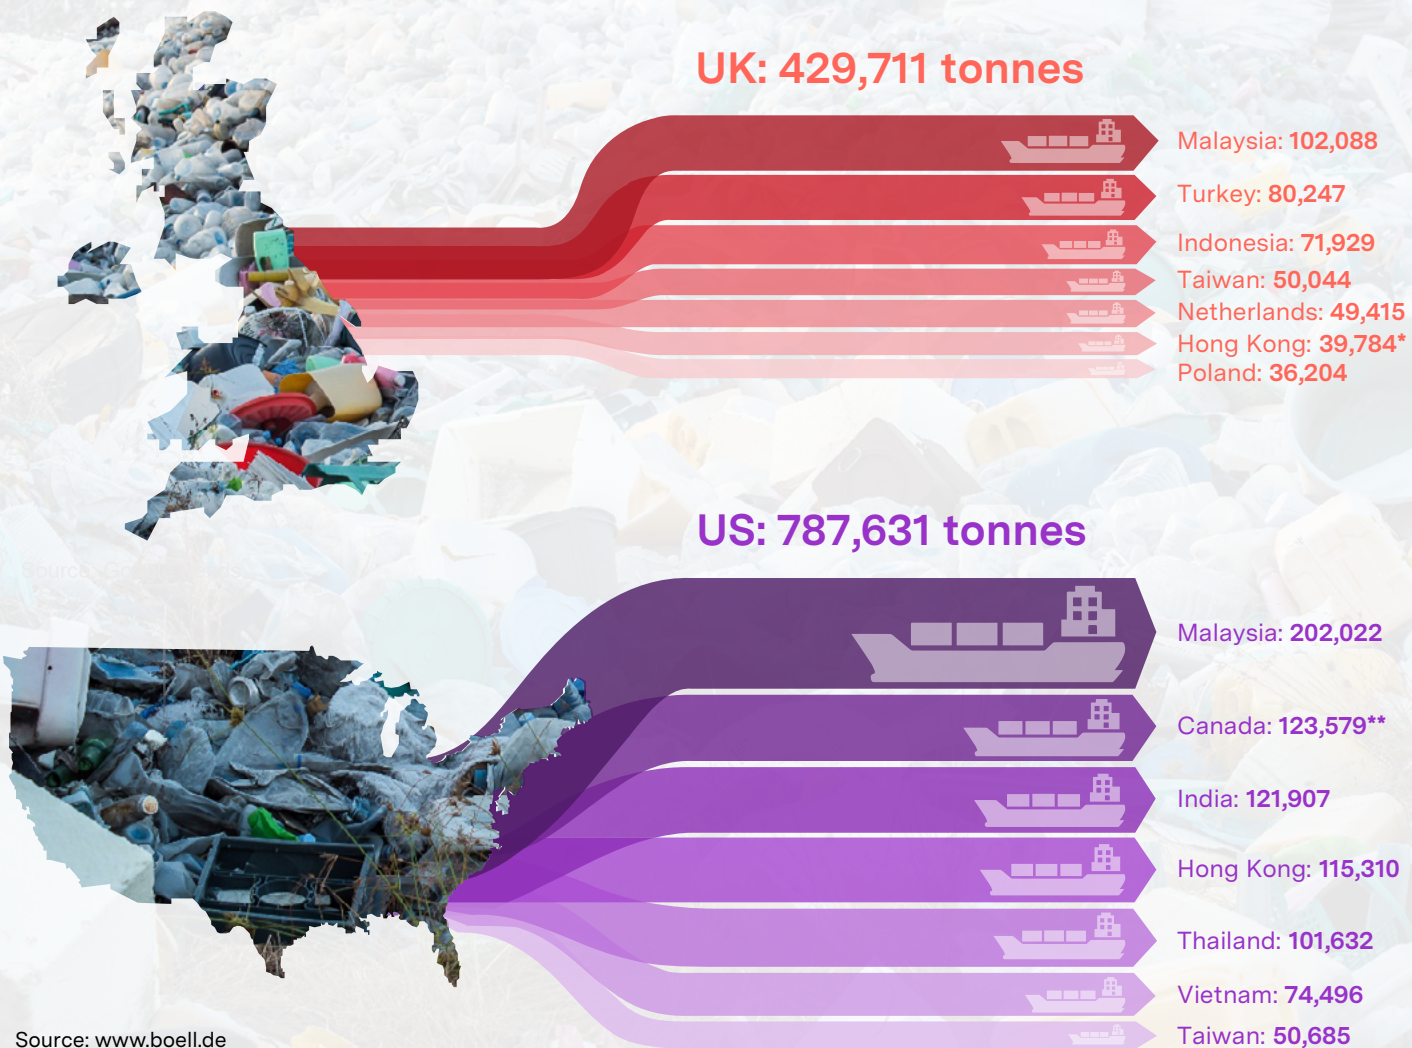 UK: 429,711 tonnes
Malaysia: 102,088
Turkey: 80,247
Indonesia: 71,929
Taiwan: 50,044
Netherlands: 49,415
Hong Kong: 39,784*
Poland: 36,204
US: 787,631 tonnes
Malaysia: 202,022
Canada: 123,579**
India: 121,907
Hong Kong: 115,310
Thailand: 101,632
Vietnam: 74,496
Taiwan: 50,685
Source: www.boell.de